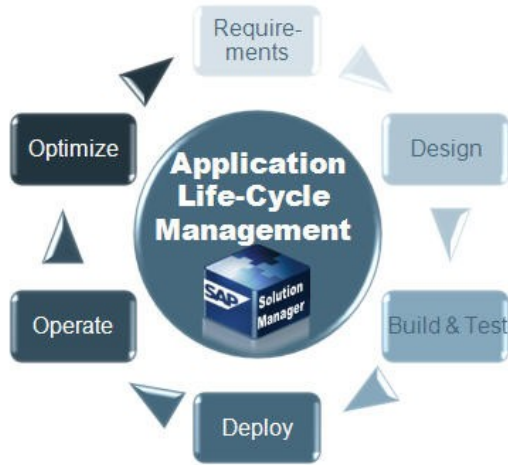 Require-
ments
Design
Build & Test
Deploy
Operate
Optimize
Application
Life-Cycle
Management
SAP
Solution
Manager